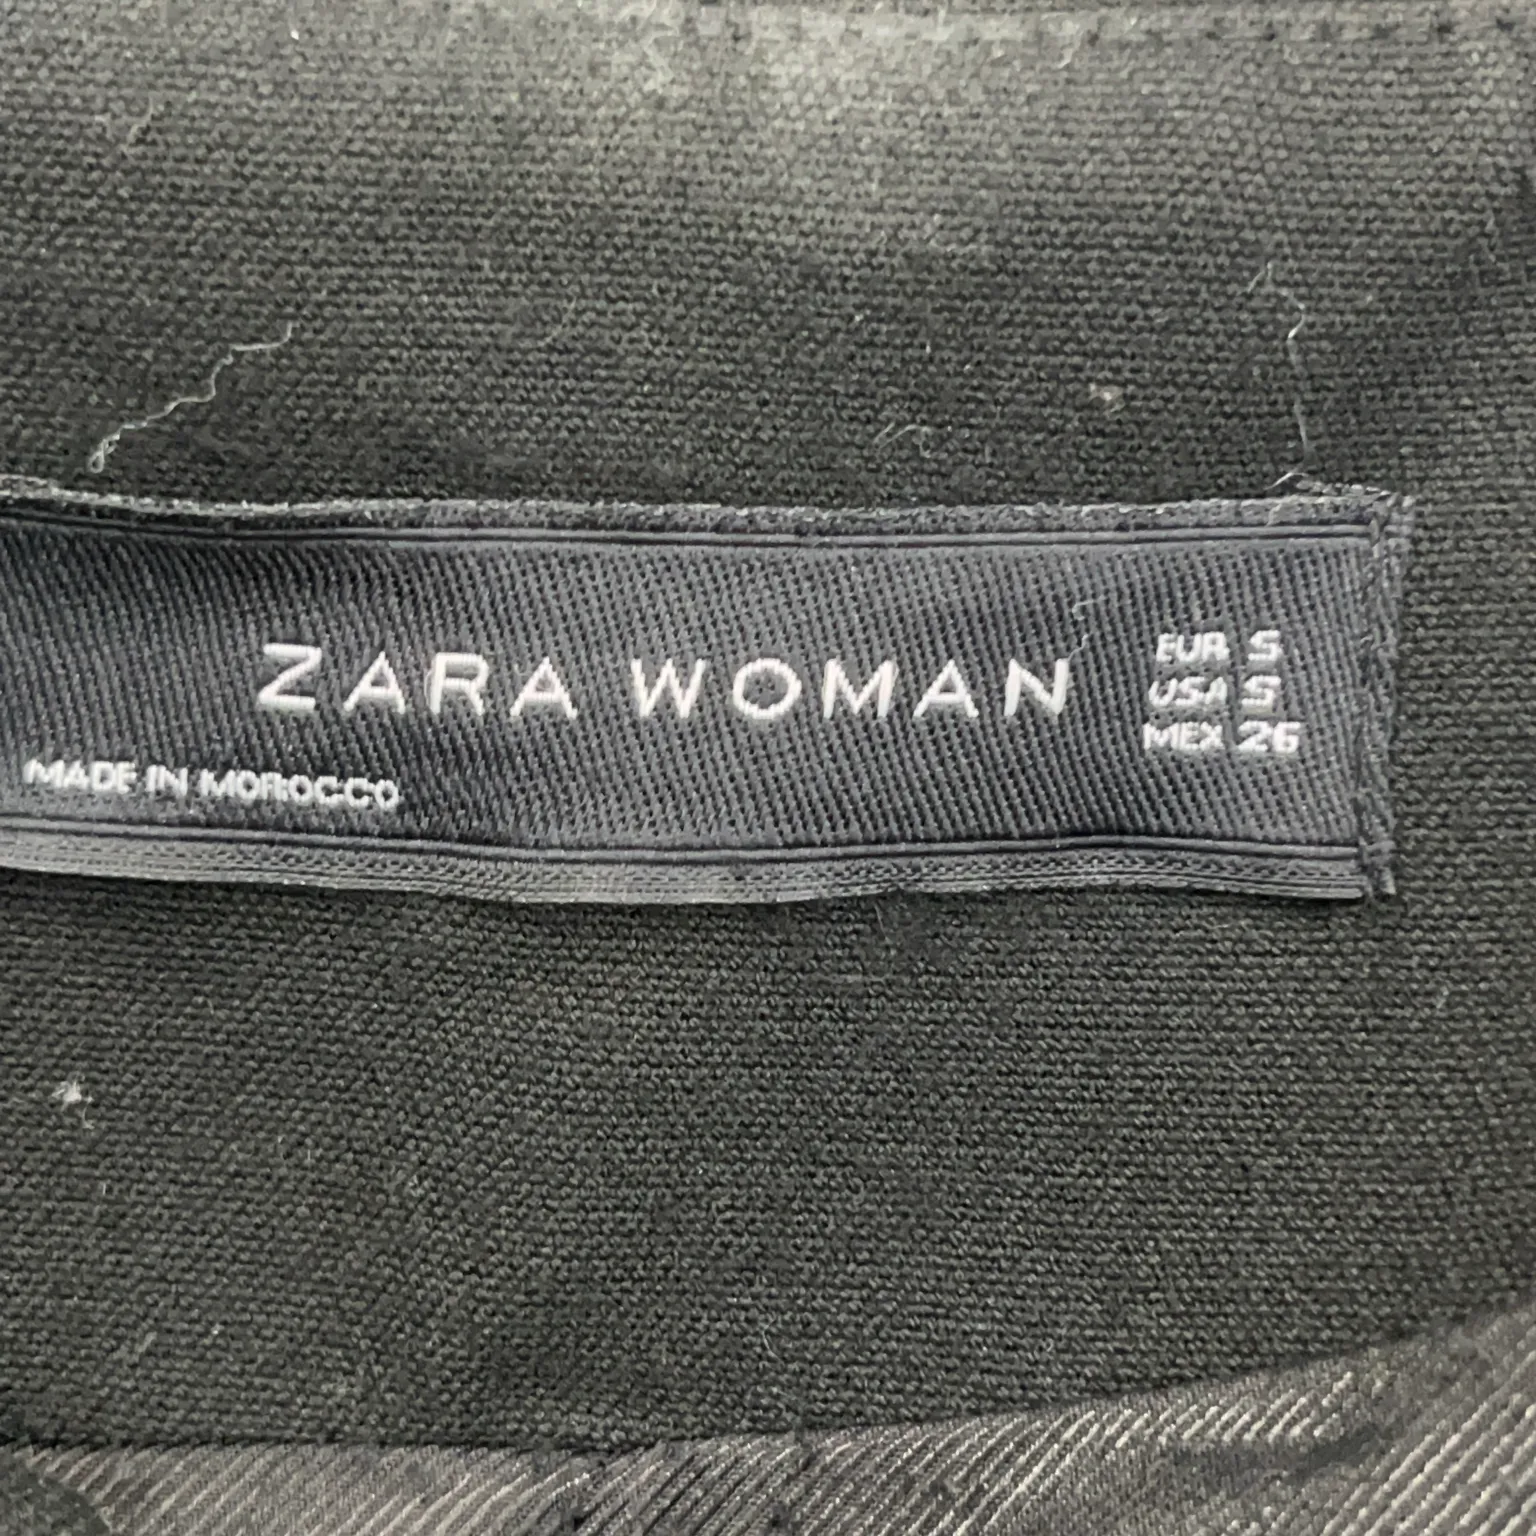 ZARA WOMAN
EUR S
USA S
MEX 26
MADE IN MOROCCO